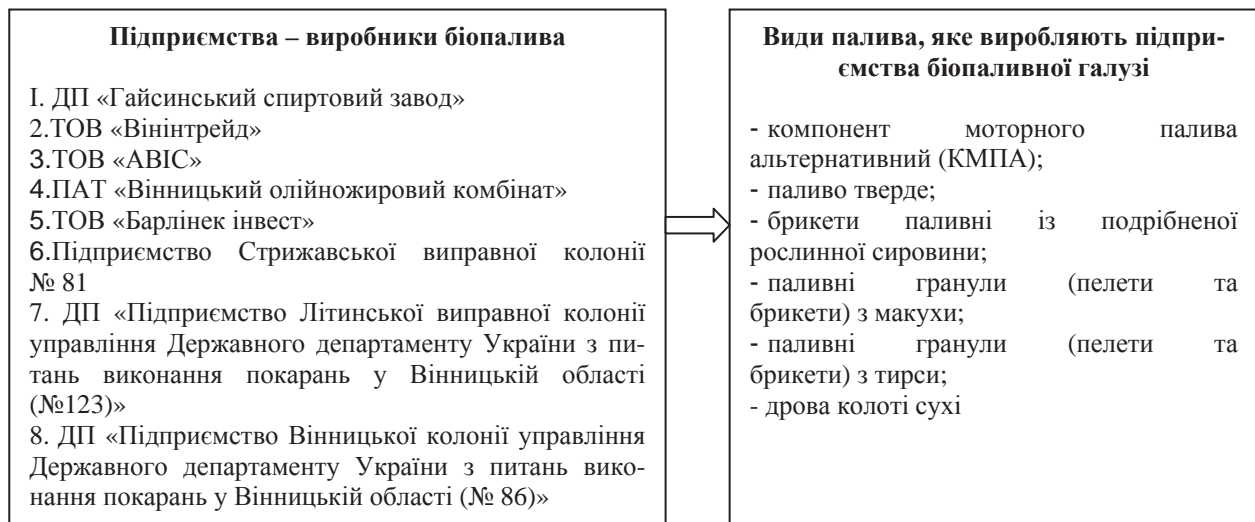 Підприємства – виробники біопалива
І. ДП «Гайсинський спиртовий завод»
2.ТОВ «Вінінтрейд»
3.ТОВ «АВІС»
4.ПАТ «Вінницький олійножировий комбінат»
5.ТОВ «Барлінек інвест»
6.Підприємство Стрижавської виправної колонії
№ 81
7. ДП «Підприємство Літинської виправної колонії
управління Державного департаменту України з пи-
тань виконання покарань у Вінницькій області
(№123)»
8. ДП «Підприємство Вінницької колонії управління
Державного департаменту України з питань вико-
нання покарань у Вінницькій області (№ 86)»
Види палива, яке виробляють підпри-
ємства біопаливної галузі
- компонент моторного палива
альтернативний (КМПА);
- паливо тверде;
- брикети паливні із подрібненої
рослинної сировини;
- паливні гранули (пелети та
брикети) з макухи;
- паливні гранули (пелети та
брикети) з тирси;
- дрова колоті сухі